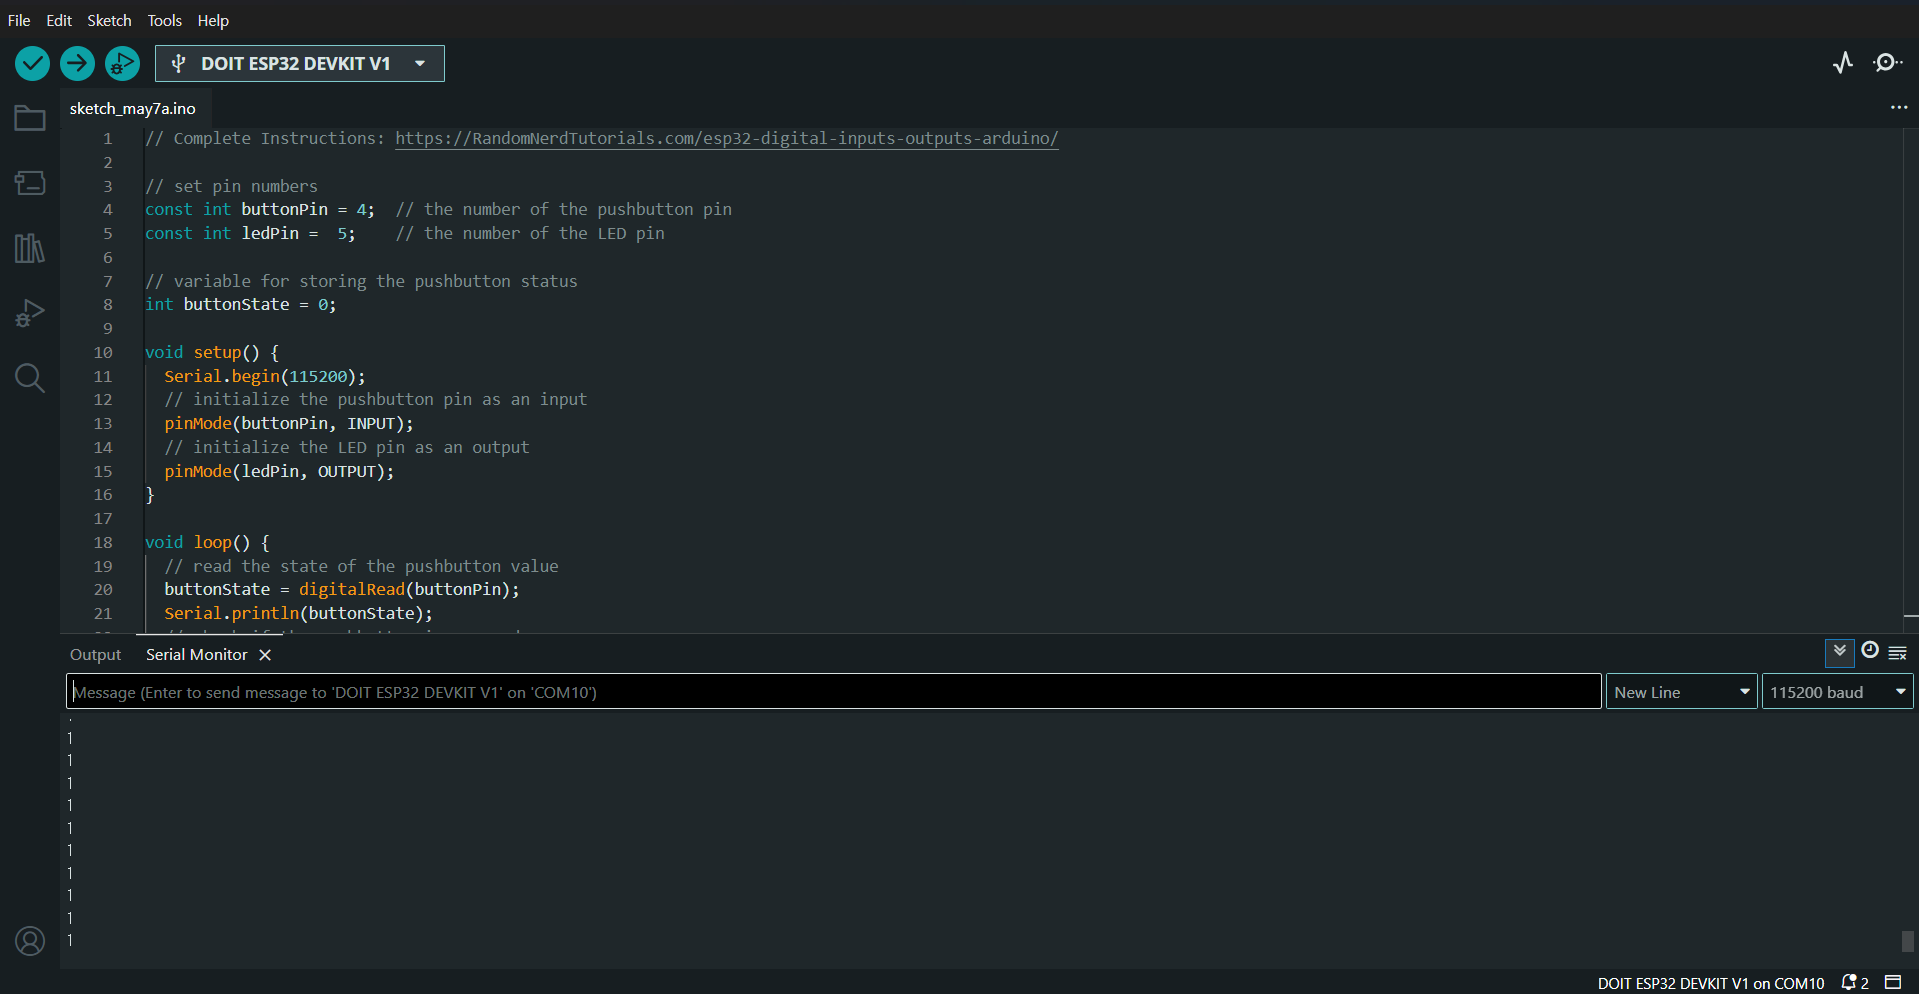 File Edit Sketch Tools Help
DOIT ESP32 DEVKIT V1
sketch_may7a.ino
1 // Complete Instructions: https://RandomNerdTutorials.com/esp32-digital-inputs-outputs-arduino/
2
3 // set pin numbers
4 const int buttonPin = 4;  // the number of the pushbutton pin
5 const int ledPin =  5;    // the number of the LED pin
6
7 // variable for storing the pushbutton status
8 int buttonState = 0;
9
10 void setup() {
11   Serial.begin(115200);
12   // initialize the pushbutton pin as an input
13   pinMode(buttonPin, INPUT);
14   // initialize the LED pin as an output
15   pinMode(ledPin, OUTPUT);
16 }
17
18 void loop() {
19   // read the state of the pushbutton value
20   buttonState = digitalRead(buttonPin);
21   Serial.println(buttonState);
Output Serial Monitor
Message (Enter to send message to 'DOIT ESP32 DEVKIT V1' on 'COM10') New Line 115200 baud
1
1
1
1
1
1
1
1
1
1
DOIT ESP32 DEVKIT V1 on COM10 2